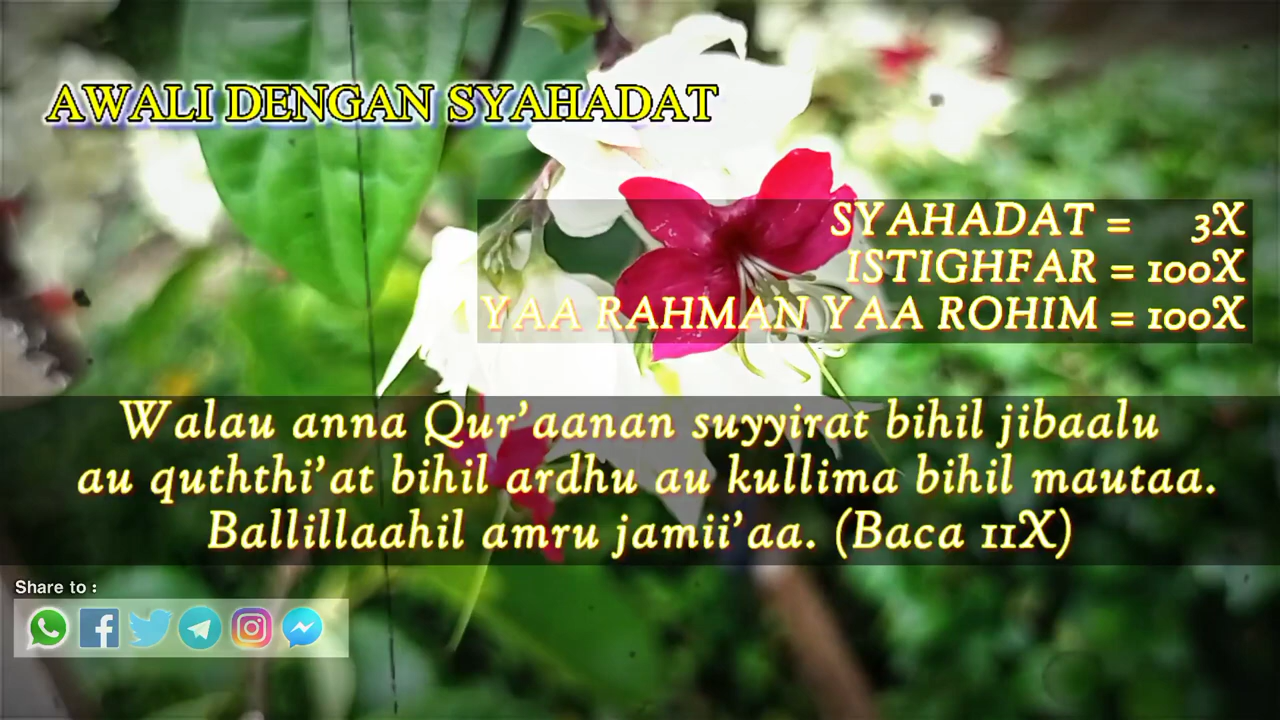 AWALI DENGAN SYAHADAT
SYAHADAT = 3X
ISTIGHFAR = 100X
YAA RAHMAN YAA ROHIM = 100X
Walau anna Qur'aanan suyyirat bihil jibaalu
au quththi'at bihil ardhu au kullima bihil mautaa.
Ballillaahil amru jamii'aa. (Baca 11X)
Share to :